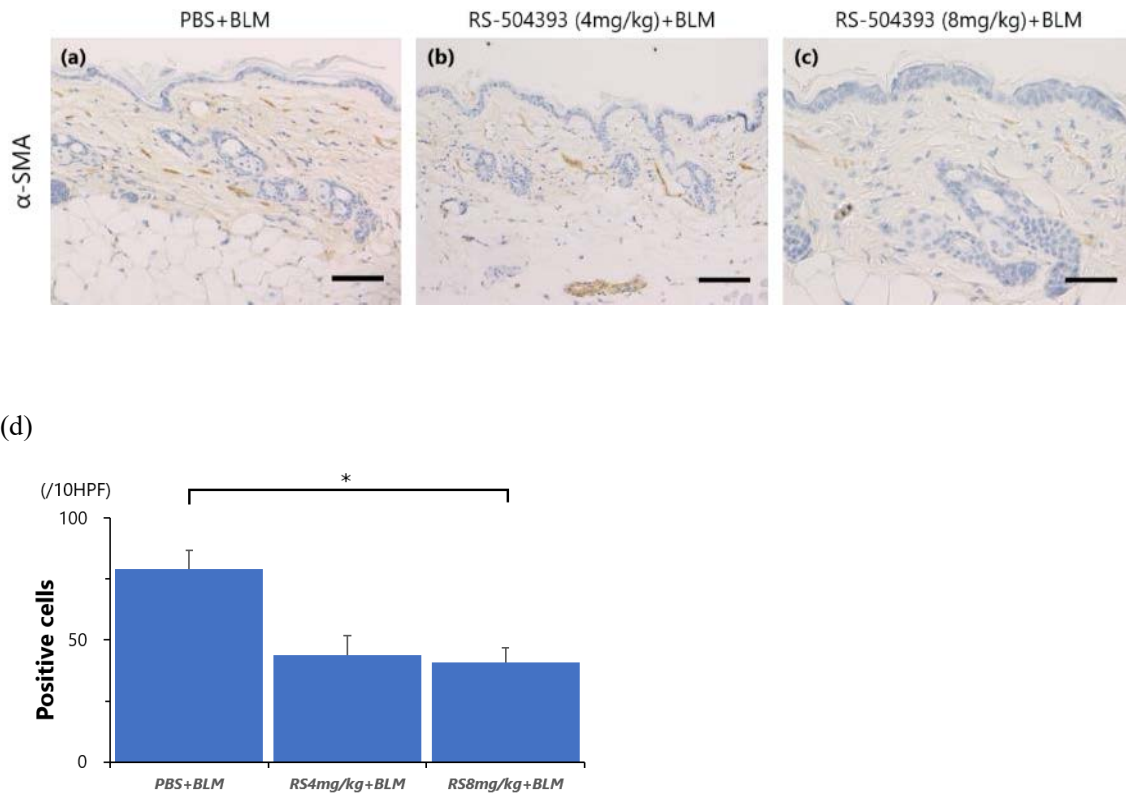 PBS+BLM
RS-504393 (4mg/kg)+BLM
RS-504393 (8mg/kg)+BLM
α-SMA
(a)
(b)
(c)
(d)
(/10HPF)
*
100
50
0
Positive cells
PBS+BLM
RS4mg/kg+BLM
RS8mg/kg+BLM